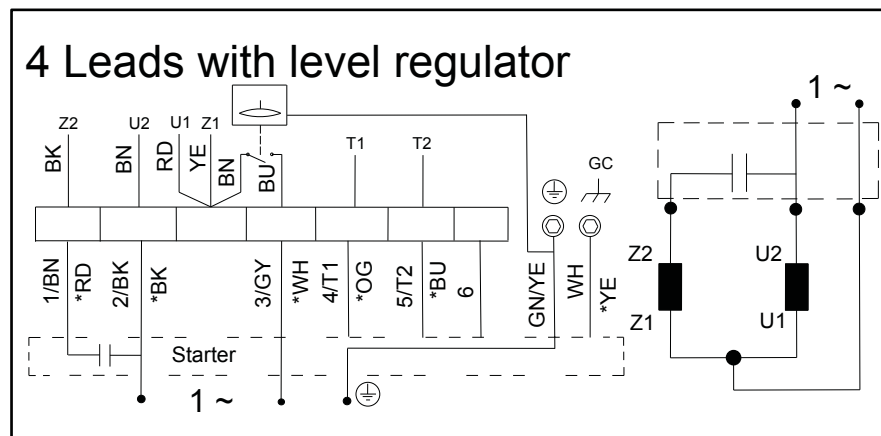 4 Leads with level regulator
1 ~
Z2 U2 U1 Z1 T1 T2
BK BN RD YE BN BU GC
1/BN *RD 2/BK *BK 3/GY *WH 4/T1 *OG 5/T2 *BU 6 GN/YE WH *YE
Z2 U2
Z1 U1
Starter
1 ~